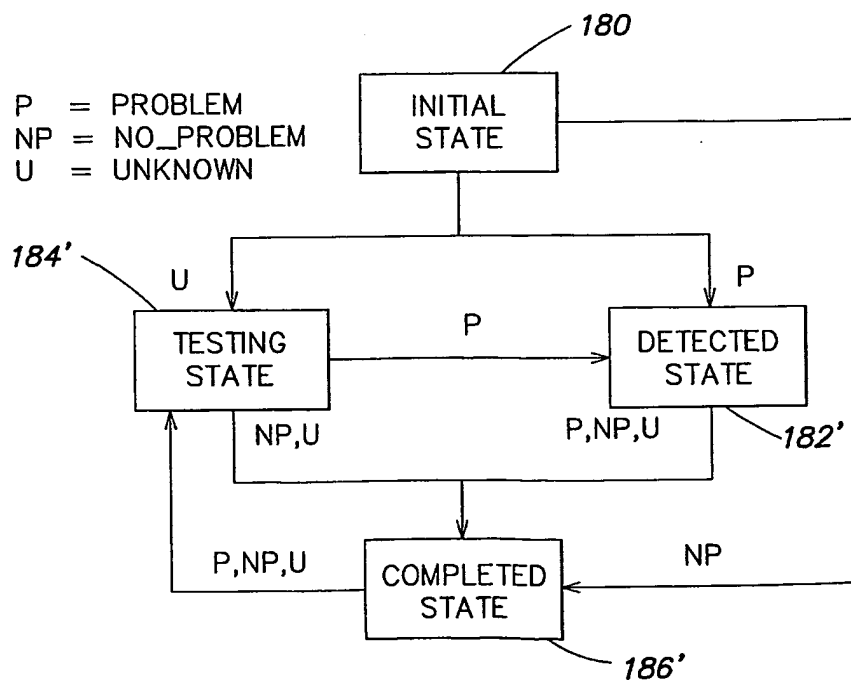 180
INITIAL
STATE
P = PROBLEM
NP = NO_PROBLEM
U = UNKNOWN
184'
U
P
TESTING
STATE
P
DETECTED
STATE
NP,U
P,NP,U
182'
P,NP,U
COMPLETED
STATE
NP
186'